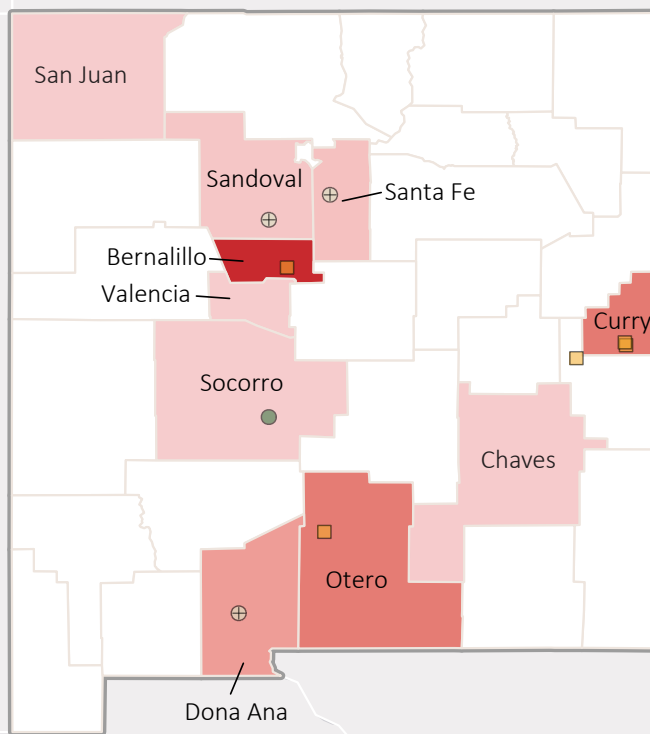 San Juan
Sandoval
Santa Fe
Bernalillo
Valencia
Curry
Socorro
Chaves
Otero
Dona Ana